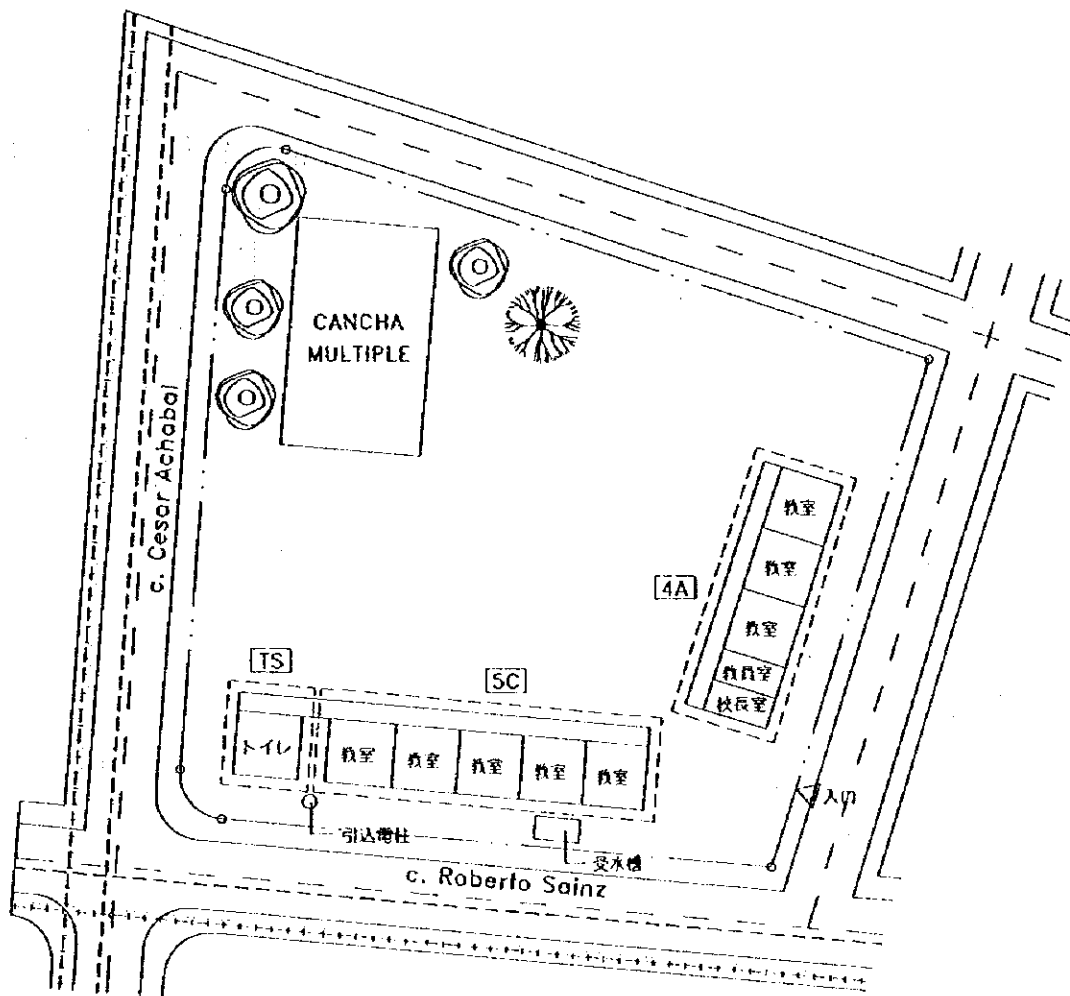 CANCHA
MULTIPLE
c. Cesar Achabal
教室
教室
4A
教室
教員室
校長室
TS
5C
トイレ
教室
教室
教室
教室
教室
入口
引込電柱
受水槽
c. Roberto Sainz